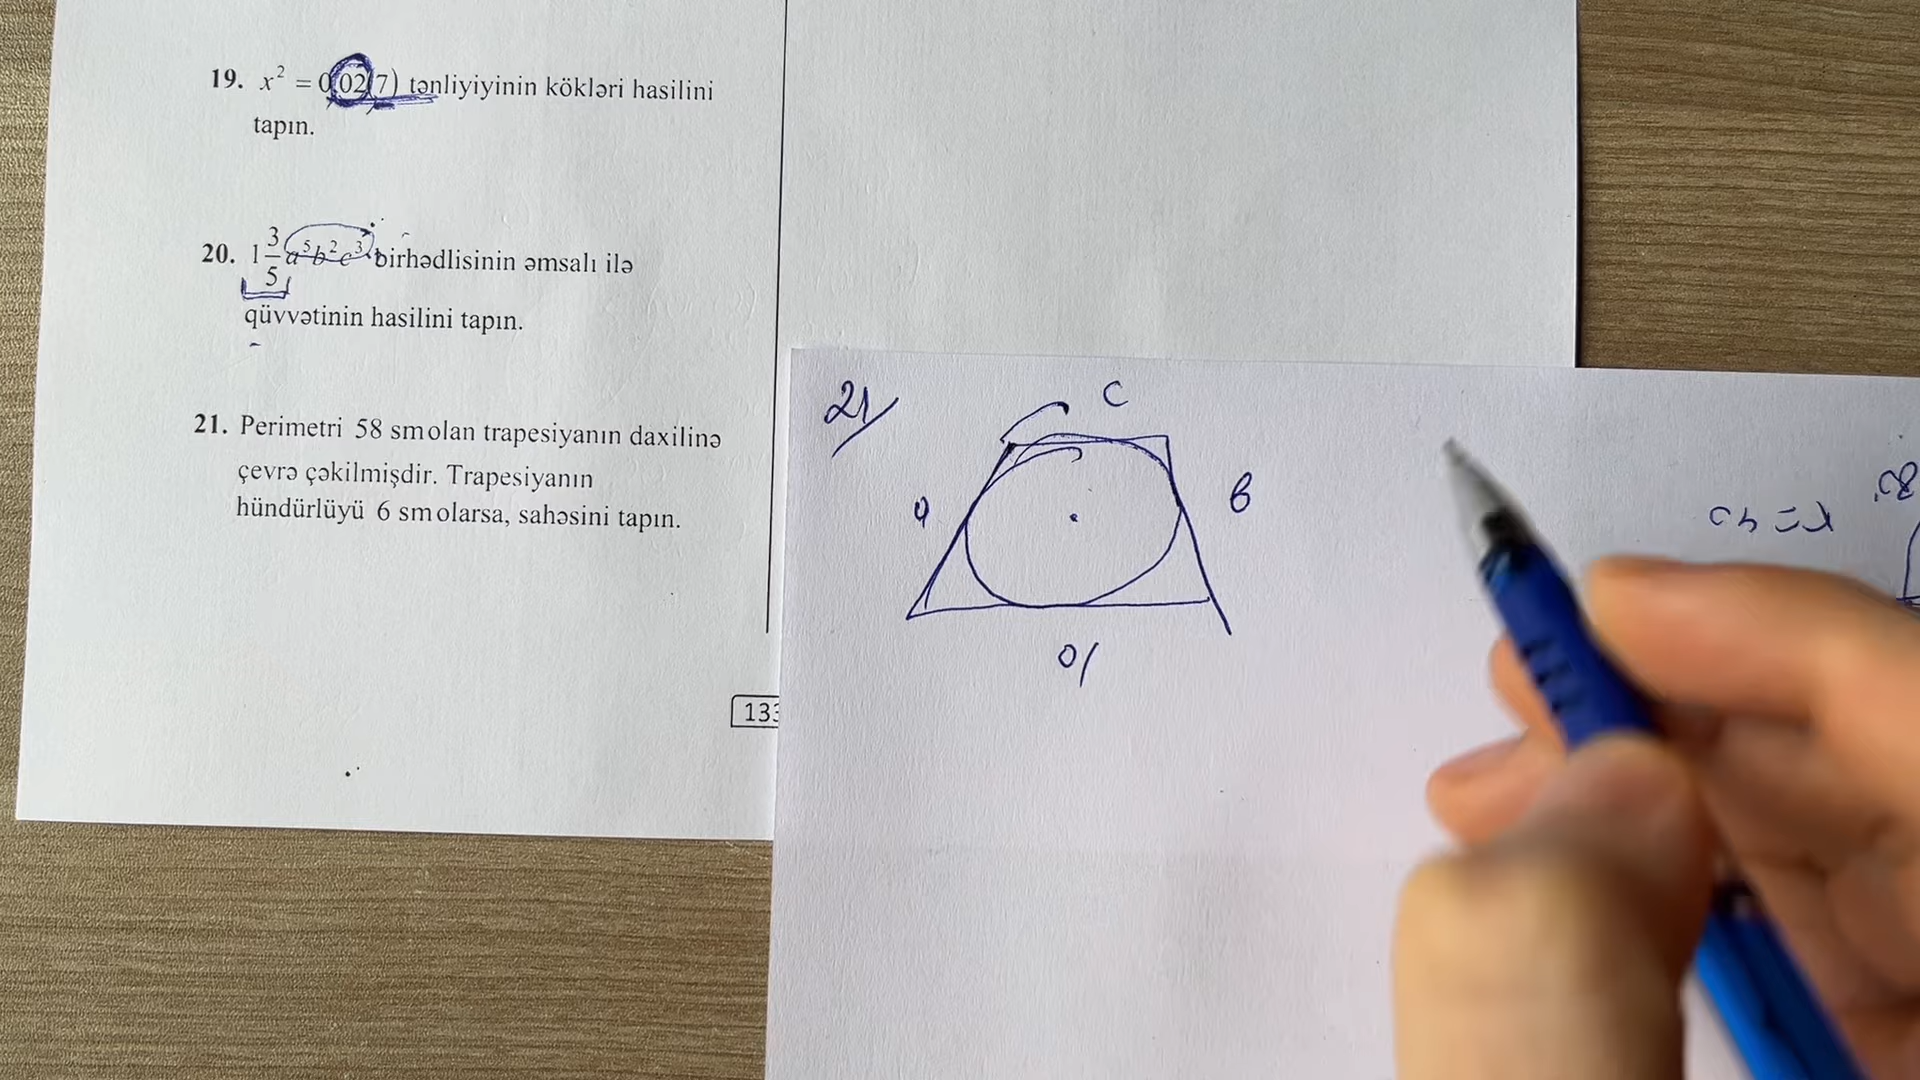 19. x² = 0,02(7) tənliyiyinin kökləri hasilini
tapın.
20. 1 3/5 a⁵b²c³ birhədlisinin əmsalı ilə
qüvvətinin hasilini tapın.
21. Perimetri 58 sm olan trapesiyanın daxilinə
çevrə çəkilmişdir. Trapesiyanın
hündürlüyü 6 sm olarsa, sahəsini tapın.
133
21/
C
a
b